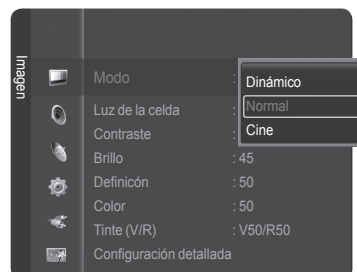 Imagen
Modo :
Dinámico
Normal
Cine
Luz de la celda :
Contraste :
Brillo : 45
Definicón : 50
Color : 50
Tinte (V/R) : V50/R50
Configuración detallada